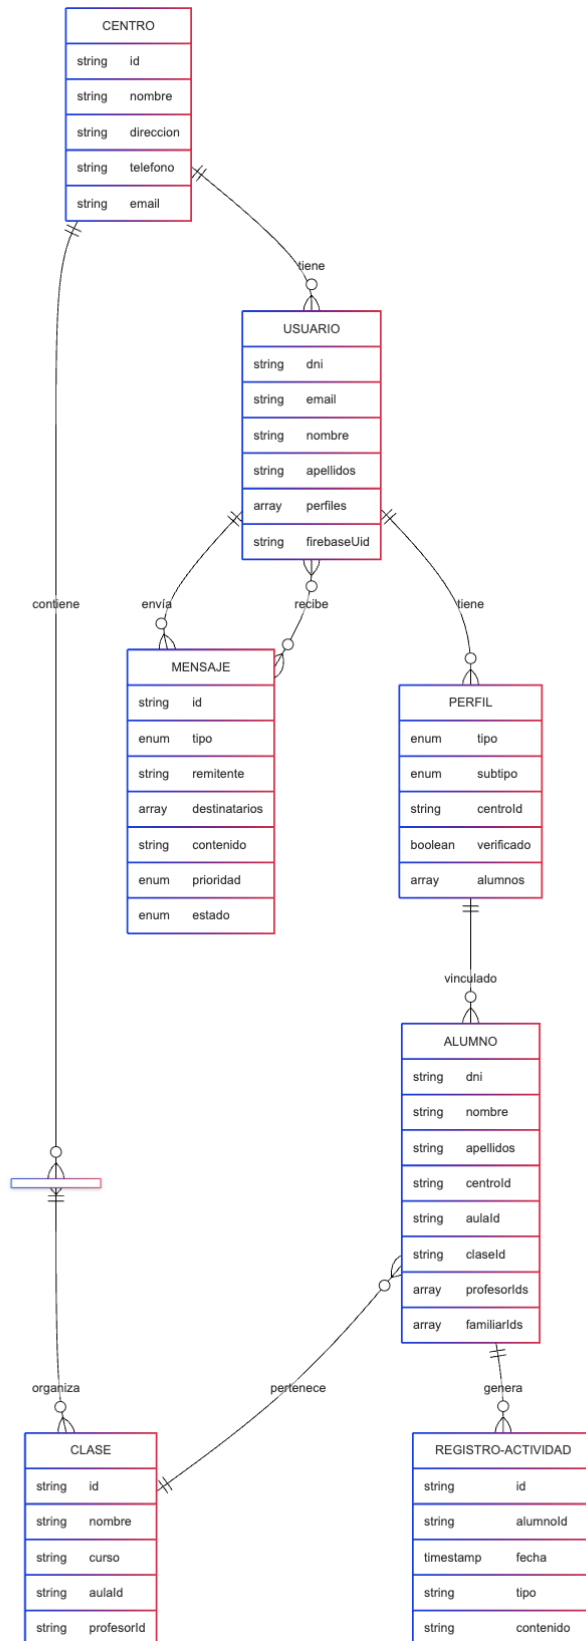 CENTRO
string id
string nombre
string direccion
string telefono
string email
tiene
USUARIO
string dni
string email
string nombre
string apellidos
array perfiles
string firebaseUid
contiene
envía
recibe
tiene
MENSAJE
string id
enum tipo
string remitente
array destinatarios
string contenido
enum prioridad
enum estado
PERFIL
enum tipo
enum subtipo
string centroId
boolean verificado
array alumnos
vinculado
ALUMNO
string dni
string nombre
string apellidos
string centroId
string aulaId
string claseId
array profesorIds
array familiarIds
organiza
pertenece
genera
CLASE
string id
string nombre
string curso
string aulaId
string profesorId
REGISTRO-ACTIVIDAD
string id
string alumnoId
timestamp fecha
string tipo
string contenido